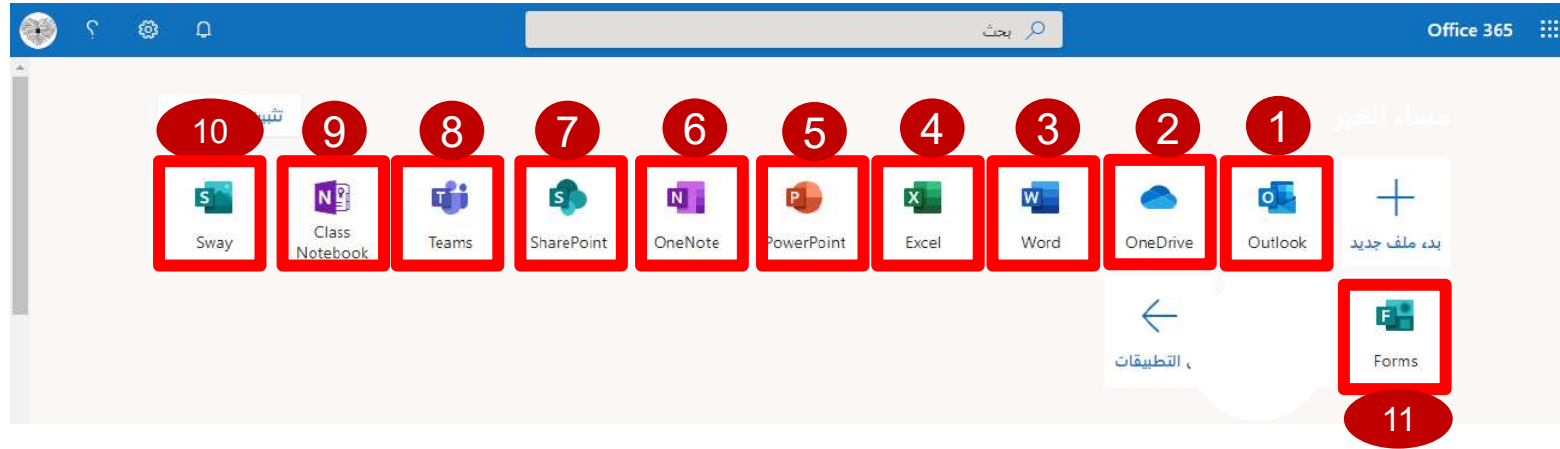 Office 365
بحث
؟
مساء الخير
1
2
3
4
5
6
7
8
9
10
بدء ملف جديد
Outlook
OneDrive
Word
Excel
PowerPoint
OneNote
SharePoint
Teams
Class
Notebook
Sway
Forms
التطبيقات
11